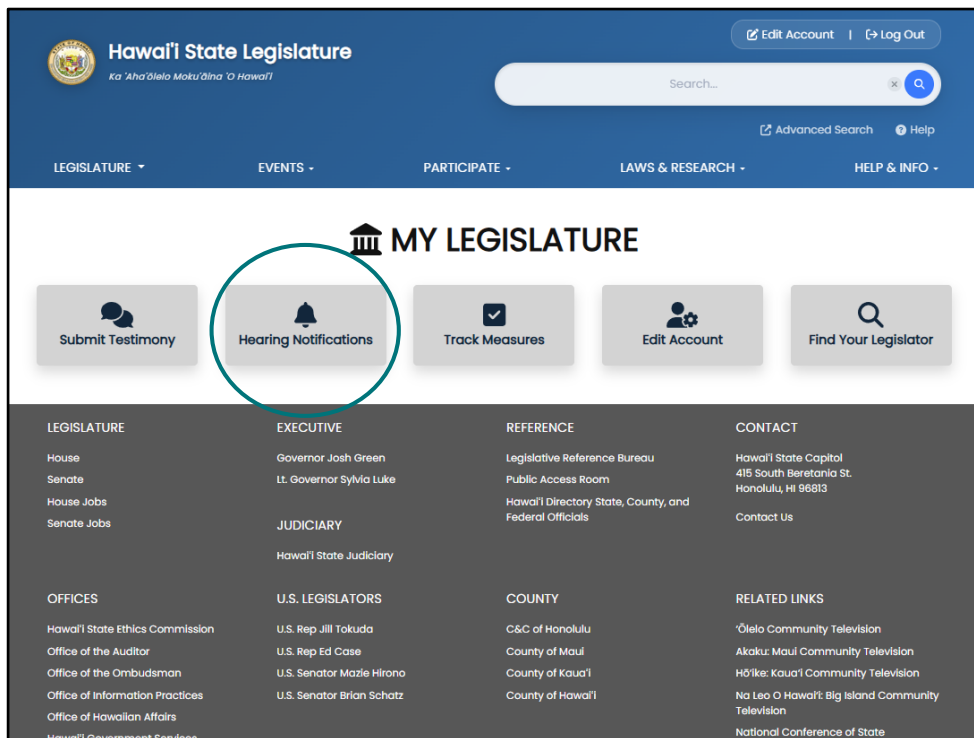 Hawai'i State Legislature
Ka 'Aha'ōlelo Moku'āina 'O Hawai'i
Edit Account | Log Out
Search...
Advanced Search Help
LEGISLATURE EVENTS PARTICIPATE LAWS & RESEARCH HELP & INFO
MY LEGISLATURE
Submit Testimony Hearing Notifications Track Measures Edit Account Find Your Legislator
LEGISLATURE
House
Senate
House Jobs
Senate Jobs
EXECUTIVE
Governor Josh Green
Lt. Governor Sylvia Luke
JUDICIARY
Hawai'i State Judiciary
REFERENCE
Legislative Reference Bureau
Public Access Room
Hawai'i Directory State, County, and
Federal Officials
CONTACT
Hawai'i State Capitol
415 South Beretania St.
Honolulu, HI 96813
Contact Us
OFFICES
Hawai'i State Ethics Commission
Office of the Auditor
Office of the Ombudsman
Office of Information Practices
Office of Hawaiian Affairs
Hawai'i Government Services
U.S. LEGISLATORS
U.S. Rep Jill Tokuda
U.S. Rep Ed Case
U.S. Senator Mazie Hirono
U.S. Senator Brian Schatz
COUNTY
C&C of Honolulu
County of Maui
County of Kaua'i
County of Hawai'i
RELATED LINKS
'Ōlelo Community Television
Akaku: Maui Community Television
Hō'ike: Kaua'i Community Television
Na Leo O Hawai'i: Big Island Community
Television
National Conference of State